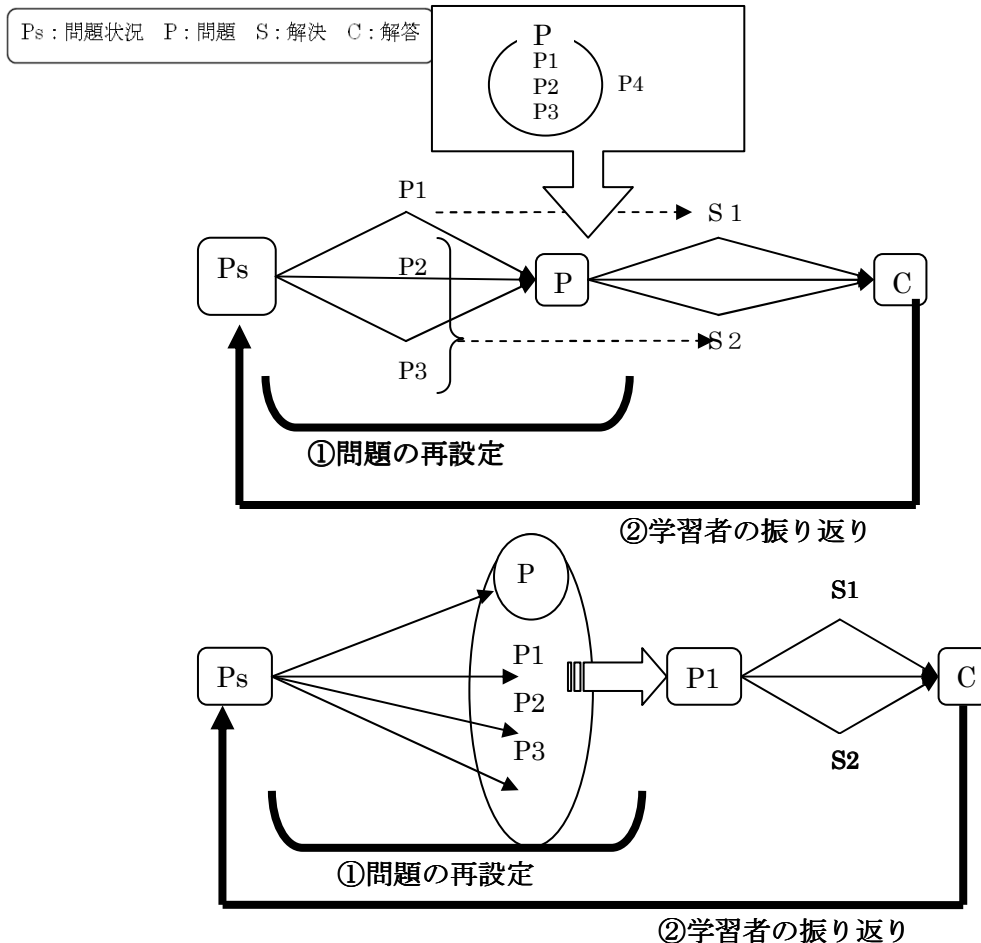 Ps：問題状況　P：問題　S：解決　C：解答
P
P1
P2
P3
P4
P1
P2
P3
S１
S２
Ps
P
C
①問題の再設定
②学習者の振り返り
P
P1
P2
P3
Ps
P1
S1
S2
C
①問題の再設定
②学習者の振り返り